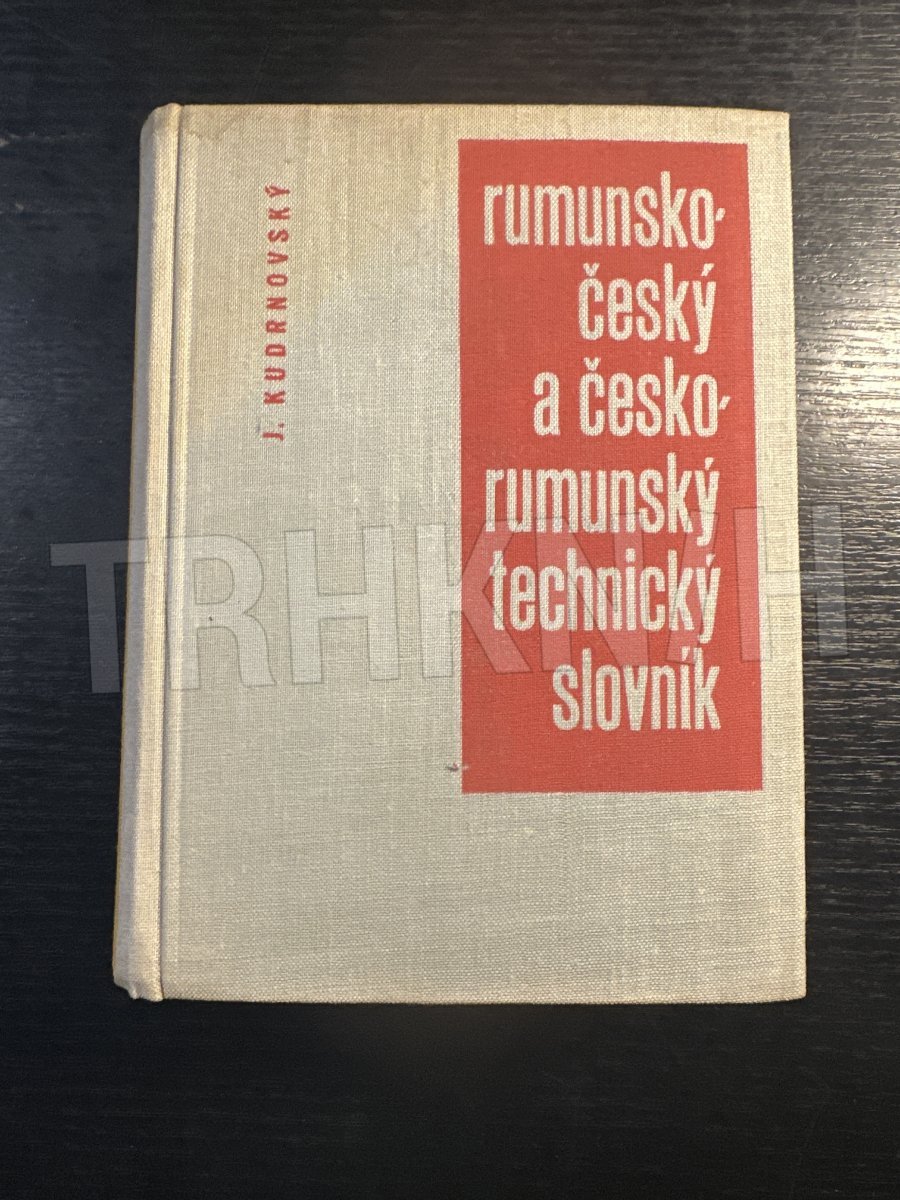 J. KUDRNOVSKÝ
rumunsko-
český
a česko-
rumunský
technický
slovník
TRHKNIH